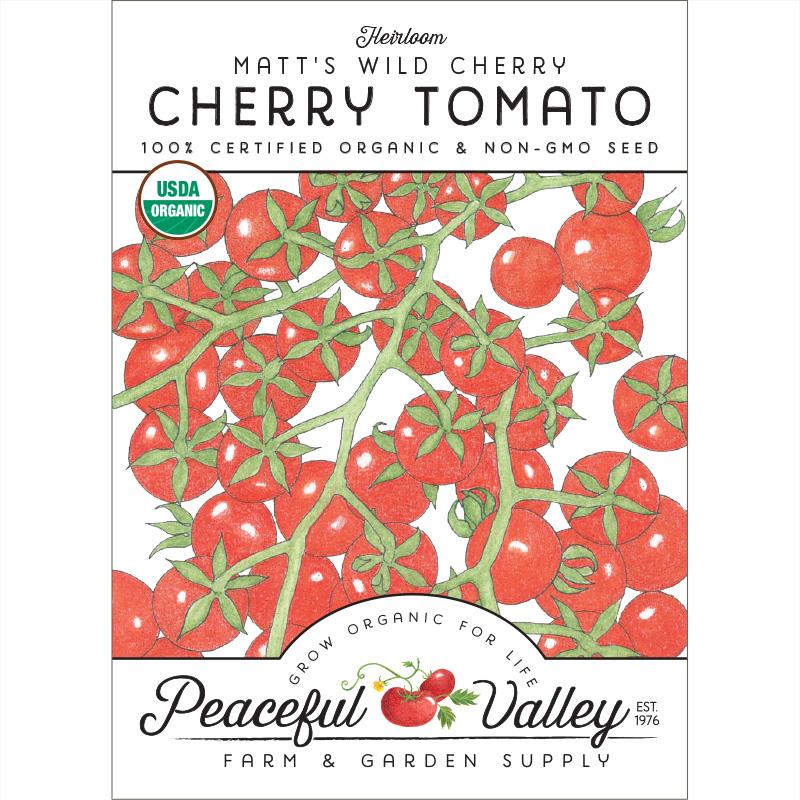 Heirloom
MATT'S WILD CHERRY
CHERRY TOMATO
100% CERTIFIED ORGANIC & NON-GMO SEED
USDA
ORGANIC
GROW ORGANIC FOR LIFE
Peaceful Valley
EST.
1976
FARM & GARDEN SUPPLY